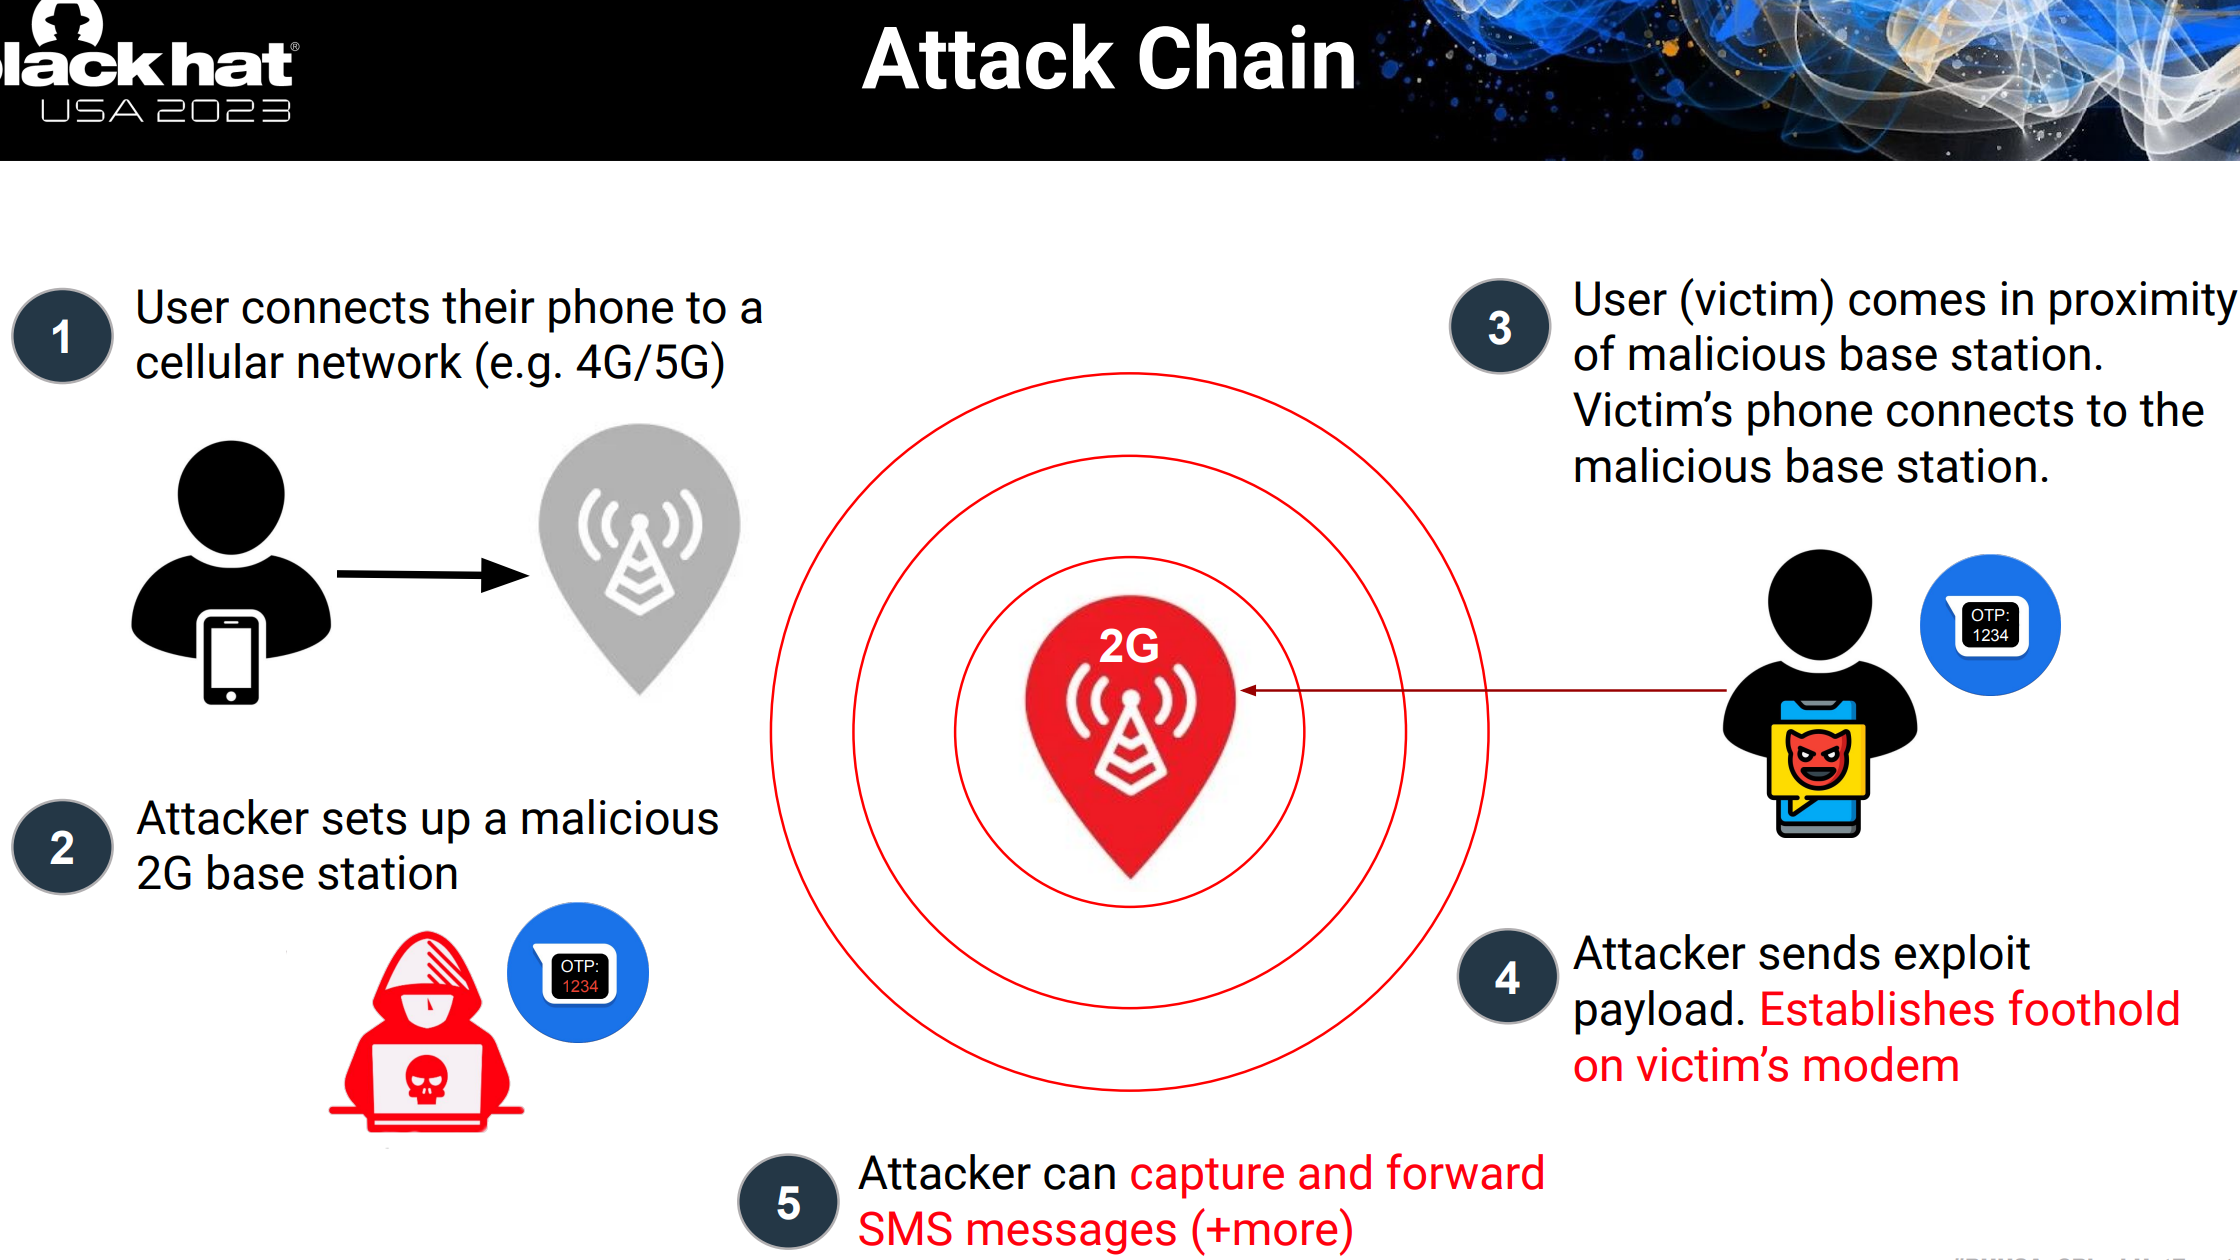 black hat®
USA 2023
Attack Chain
1
User connects their phone to a
cellular network (e.g. 4G/5G)
2
Attacker sets up a malicious
2G base station
OTP:
1234
2G
3
User (victim) comes in proximity
of malicious base station.
Victim's phone connects to the
malicious base station.
OTP:
1234
4
Attacker sends exploit
payload. Establishes foothold
on victim's modem
5
Attacker can capture and forward
SMS messages (+more)